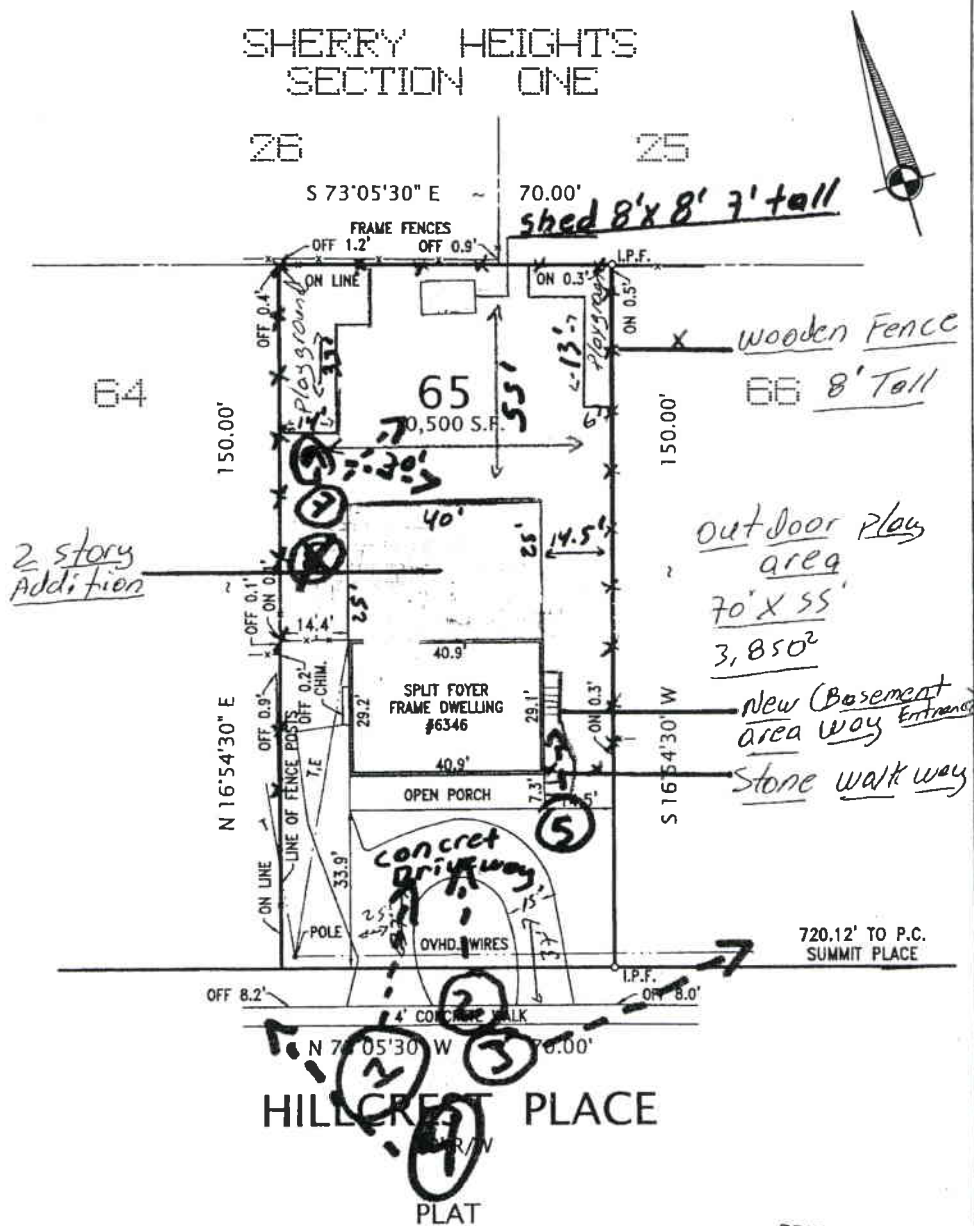 SHERRY HEIGHTS
SECTION ONE
26
25
S 73°05'30" E ~ 70.00'
shed 8'x 8' 7' tall
FRAME FENCES
OFF 1.2'
OFF 0.9'
I.P.F.
ON LINE
ON 0.3'
ON 0.5'
OFF 0.4'
Playground
Playground
<-13'->
wooden Fence
X
8' Tall
64
65
66
0,500 S.F.
55'
14'
6'
30'
150.00'
150.00'
40'
25'
14.5'
outdoor Play
area
70' X 55'
3,850²
2 story
Addition
25'
~
~
OFF 0.1'
ON 0.1'
14.4'
40.9'
OFF 0.2'
CHIM.
29.2'
SPLIT FOYER
FRAME DWELLING
#6346
29.1'
ON 0.3'
New (Basement
area way Entrance)
N 16°54'30" E
OFF 0.9'
LINE OF FENCE POSTS
T.E
40.9'
S 16°54'30" W
Stone walk way
OPEN PORCH
7.3'
5
concret
Driveway
33.9'
ON LINE
25'
15'
37'
POLE
OVHD. WIRES
720.12' TO P.C.
SUMMIT PLACE
I.P.F.
OFF 8.2'
OFF 8.0'
4' CONCRETE WALK
2
3
N 73°05'30" W
70.00'
HILLCREST PLACE
R/W
PLAT